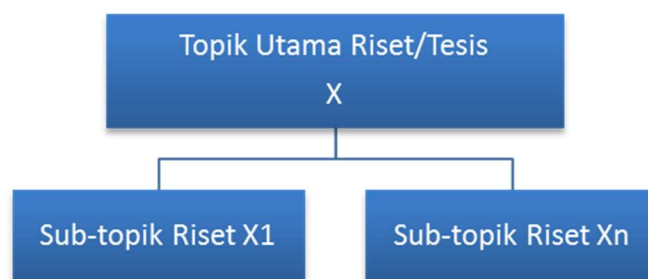 Topik Utama Riset/Tesis
X
Sub-topik Riset X1
Sub-topik Riset Xn